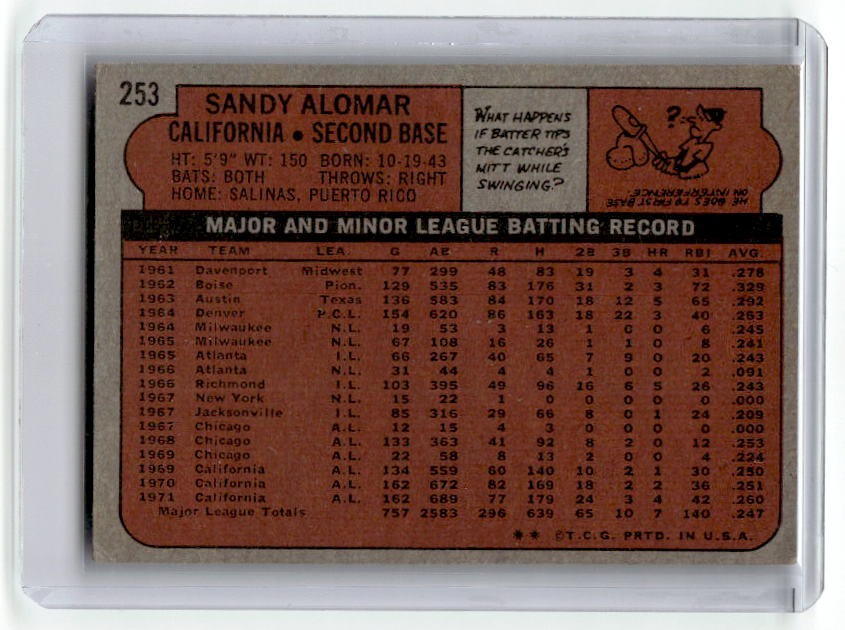 253
SANDY ALOMAR
CALIFORNIA • SECOND BASE
HT: 5'9" WT: 150 BORN: 10-19-43
BATS: BOTH THROWS: RIGHT
HOME: SALINAS, PUERTO RICO
WHAT HAPPENS
IF BATTER TIPS
THE CATCHER'S
MITT WHILE
SWINGING?
?
HE GOES TO FIRST BASE
ON INTERFERENCE.
MAJOR AND MINOR LEAGUE BATTING RECORD
YEAR TEAM LEA. G AB R H 2B 3B HR RBI AVG.
1961 Davenport Midwest 77 299 48 83 19 3 4 31 .278
1962 Boise Pion. 129 535 83 176 31 2 3 72 .329
1963 Austin Texas 136 583 84 170 18 12 5 65 .292
1964 Denver P.C.L. 154 620 86 163 18 22 3 40 .263
1964 Milwaukee N.L. 19 53 3 13 1 0 0 6 .245
1965 Milwaukee N.L. 67 108 16 26 1 1 0 8 .241
1965 Atlanta I.L. 66 267 40 65 7 9 0 20 .243
1966 Atlanta N.L. 31 44 4 4 1 0 0 2 .091
1966 Richmond I.L. 103 395 49 96 16 6 5 26 .243
1967 New York N.L. 15 22 1 0 0 0 0 0 .000
1967 Jacksonville I.L. 85 316 29 66 8 0 1 24 .209
1967 Chicago A.L. 12 15 4 3 0 0 0 0 .000
1968 Chicago A.L. 133 363 41 92 8 2 0 12 .253
1969 Chicago A.L. 22 58 8 13 2 0 0 4 .224
1969 California A.L. 134 559 60 140 10 2 1 30 .250
1970 California A.L. 162 672 82 169 18 2 2 36 .251
1971 California A.L. 162 689 77 179 24 3 4 42 .260
Major League Totals 757 2583 296 639 65 10 7 140 .247
** ©T.C.G. PRTD. IN U.S.A.